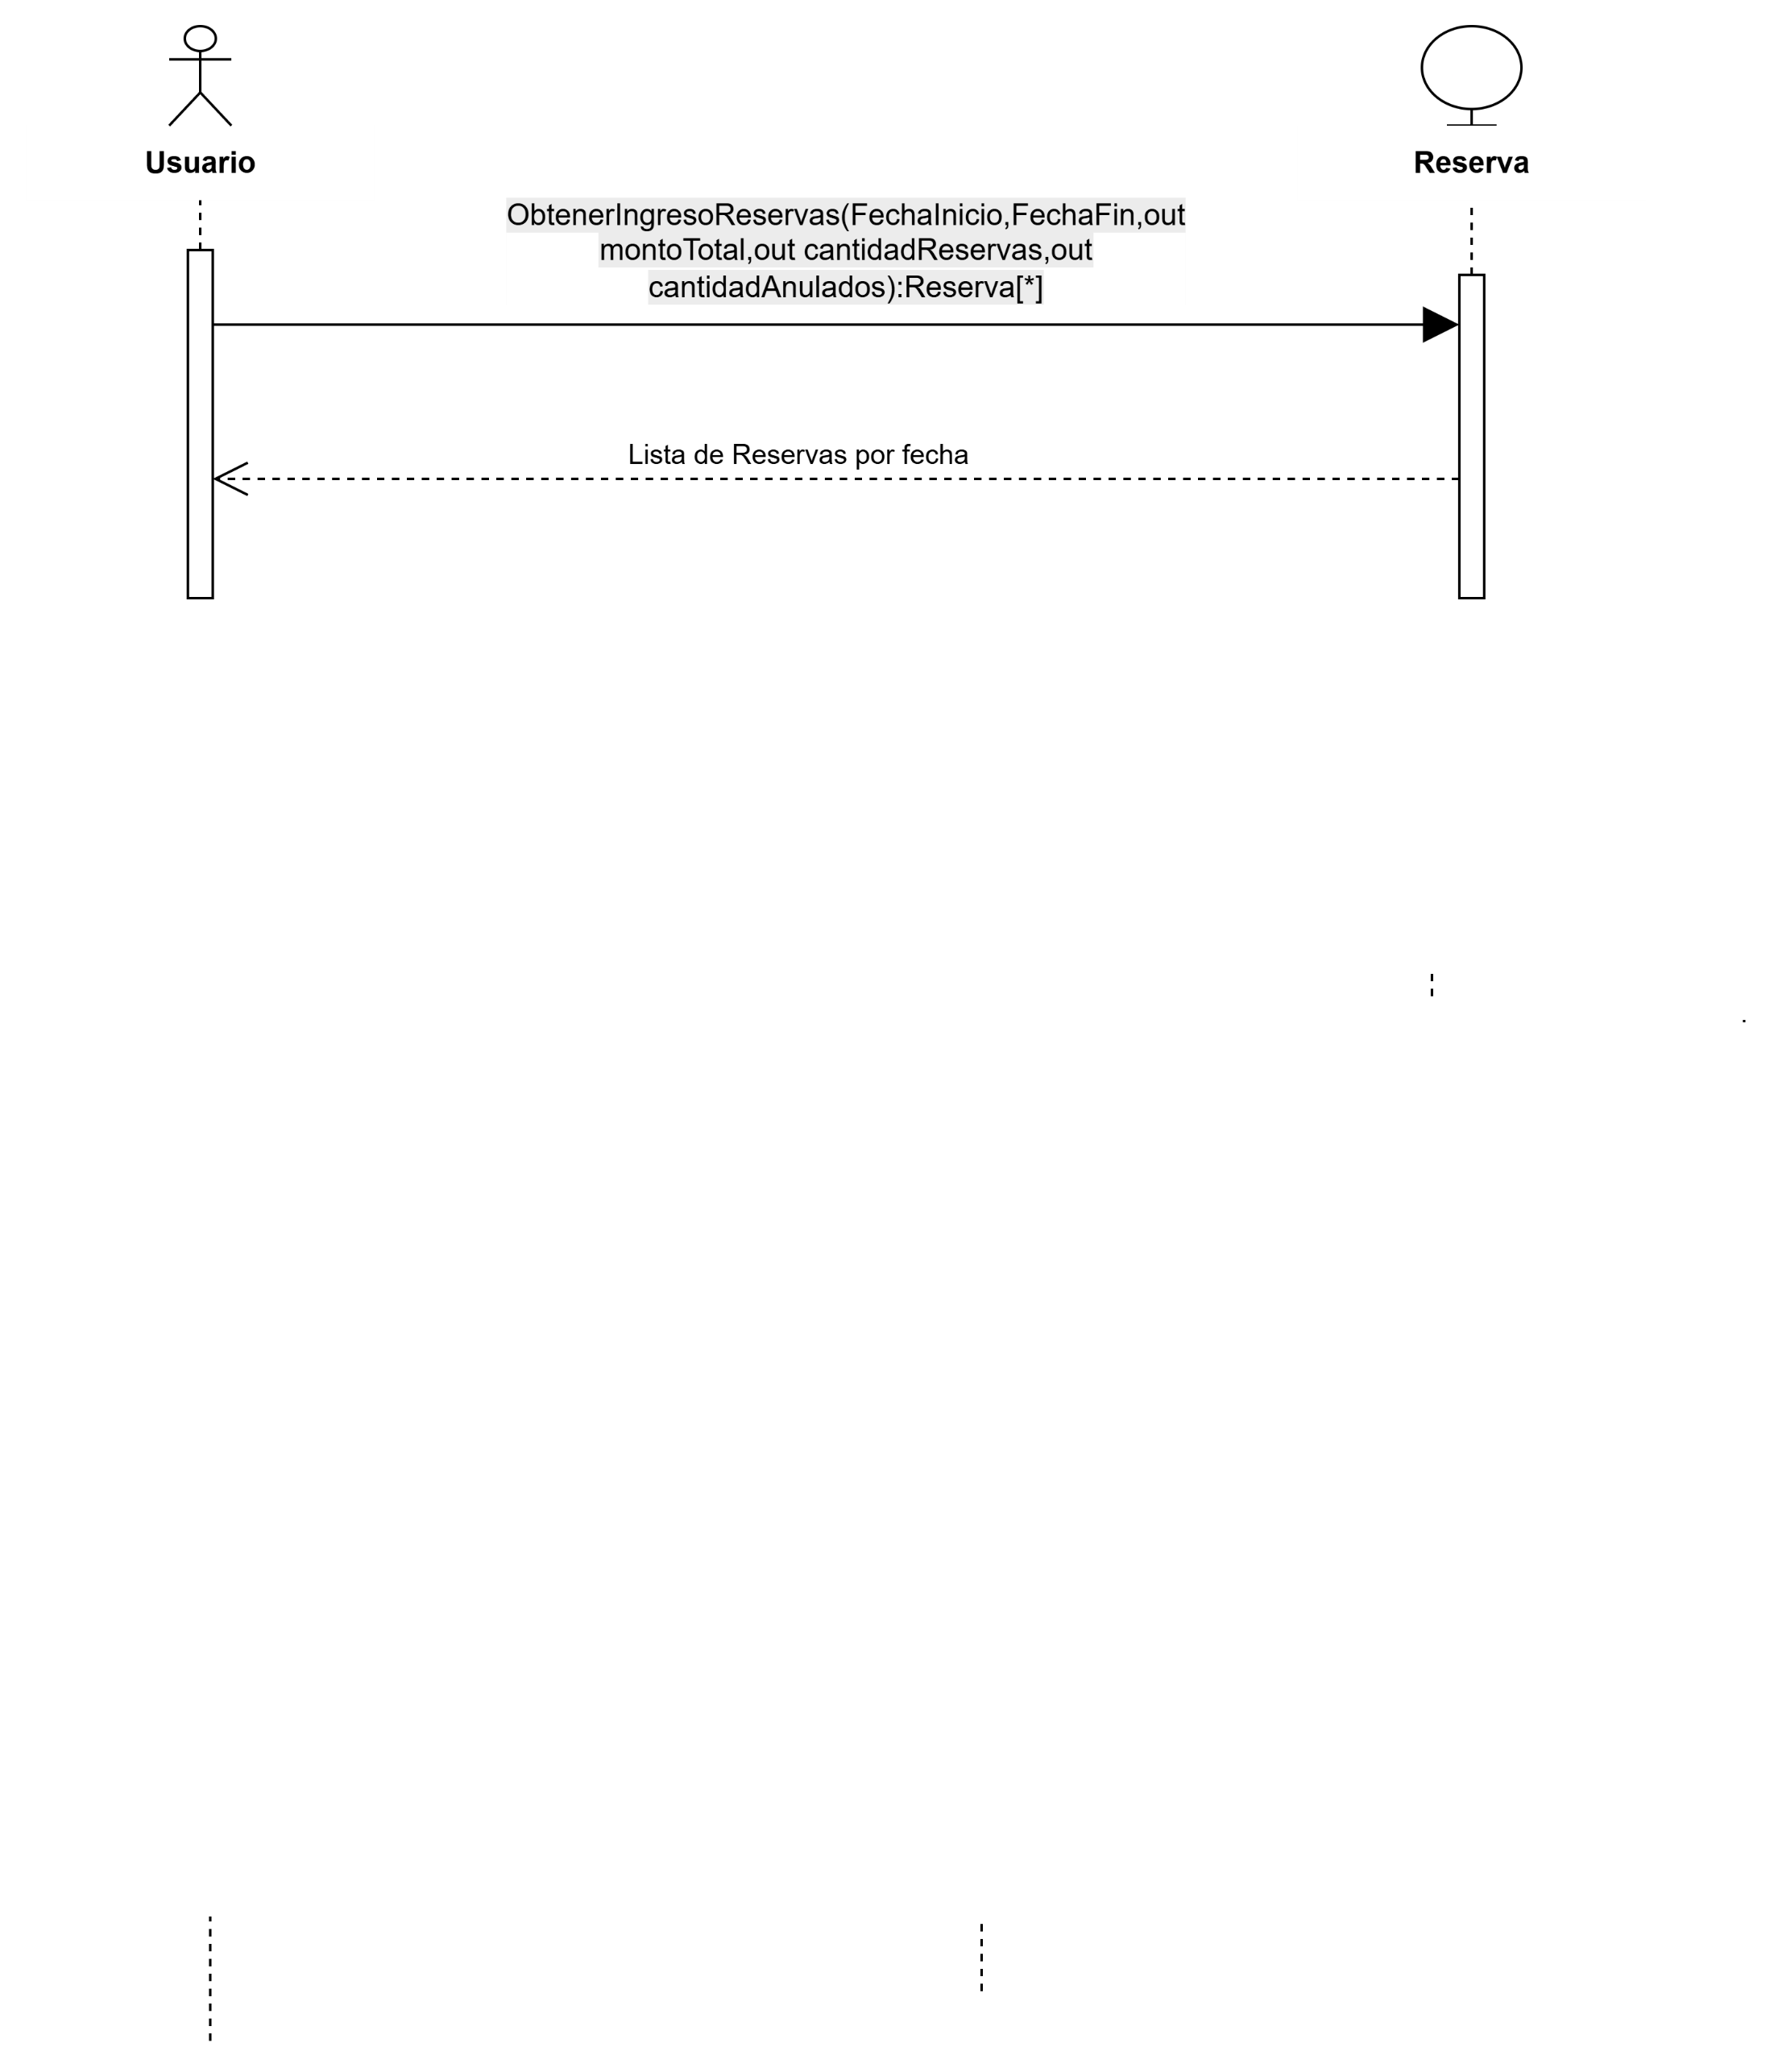 Usuario
Reserva
ObtenerIngresoReservas(FechaInicio,FechaFin,out
montoTotal,out cantidadReservas,out
cantidadAnulados):Reserva[*]
Lista de Reservas por fecha